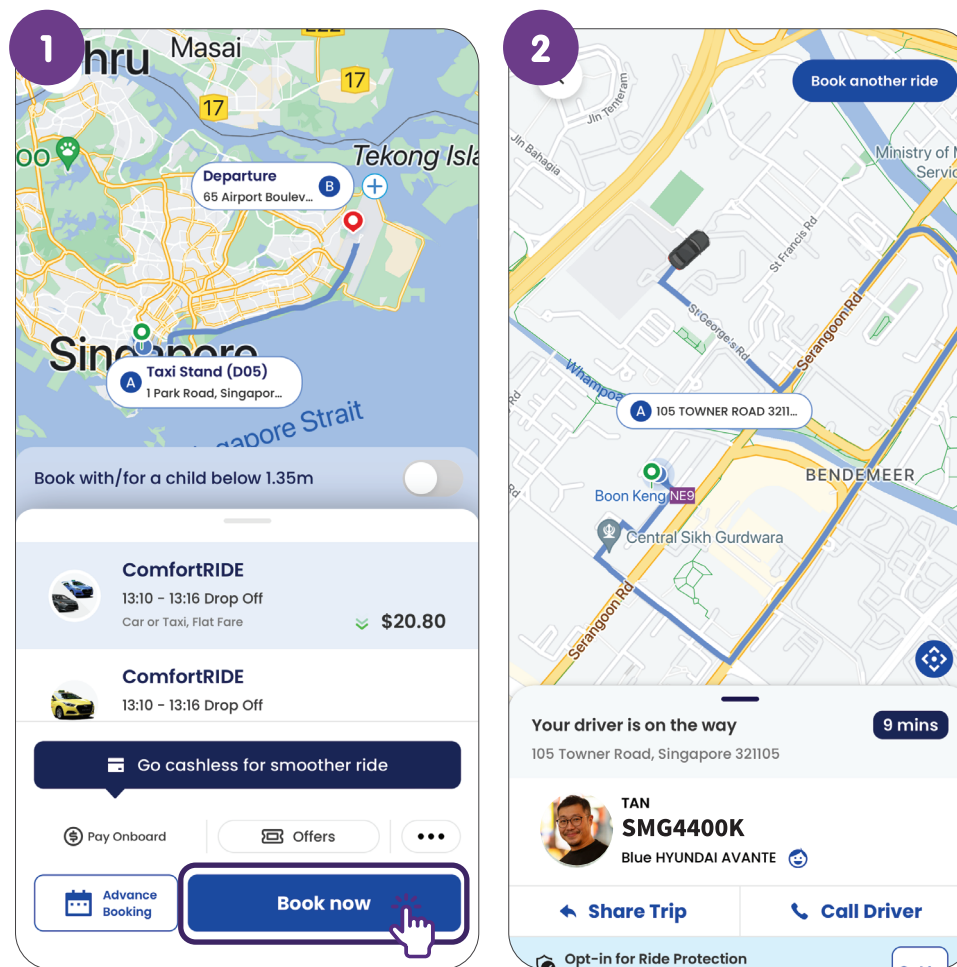 1
hru
Masai
17
17
oo
Tekong Isla
Departure
65 Airport Boulev...
B
Singapore
A
Taxi Stand (D05)
1 Park Road, Singapor...
ngapore Strait
Book with/for a child below 1.35m
ComfortRIDE
13:10 - 13:16 Drop Off
Car or Taxi, Flat Fare
$20.80
ComfortRIDE
13:10 - 13:16 Drop Off
Go cashless for smoother ride
Pay Onboard
Offers
Advance
Booking
Book now
2
Book another ride
Jln Tenteram
Jln Bahagia
Ministry of
Servic
St Francis Rd
St George's Rd
Serangoon Rd
Whampoa
Rd
A
105 TOWNER ROAD 3211...
BENDEMEER
Boon Keng NE9
Central Sikh Gurdwara
Rd
Serangoon Rd
Your driver is on the way
9 mins
105 Towner Road, Singapore 321105
TAN
SMG4400K
Blue HYUNDAI AVANTE
Share Trip
Call Driver
Opt-in for Ride Protection